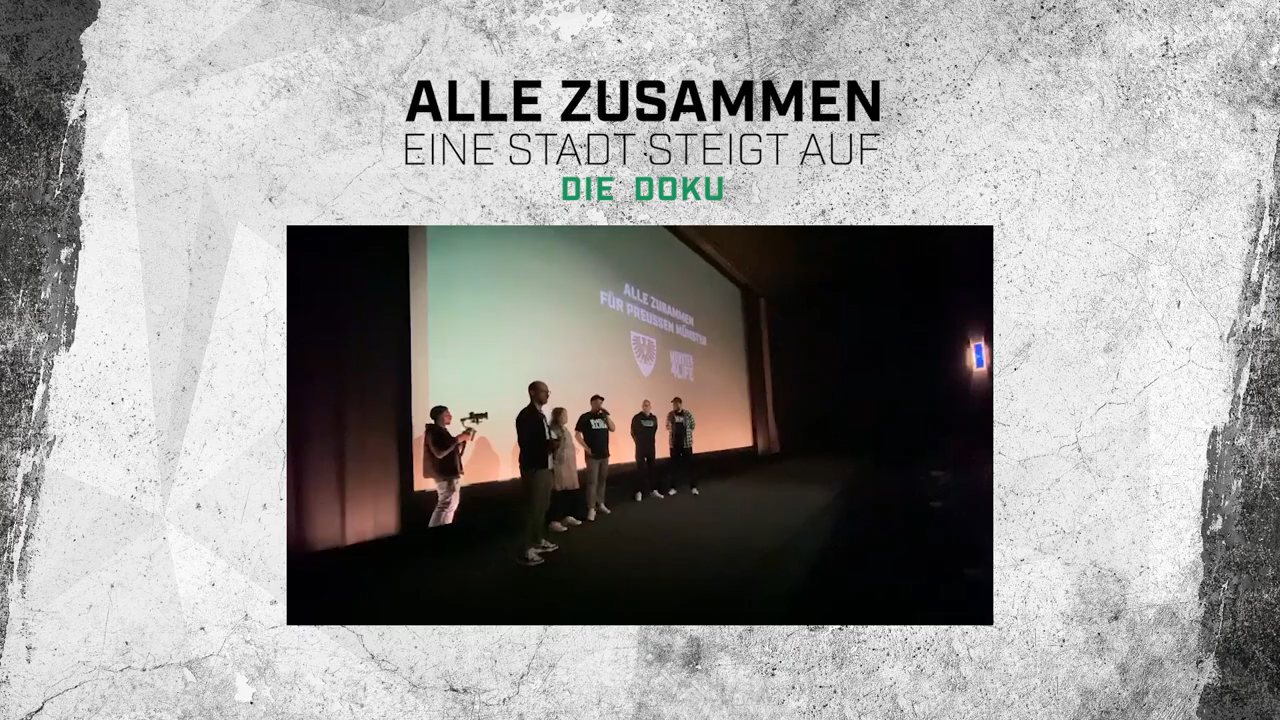 ALLE ZUSAMMEN
EINE STADT STEIGT AUF
DIE DOKU
ALLE ZUSAMMEN
FÜR PREUSSEN MÜNSTER